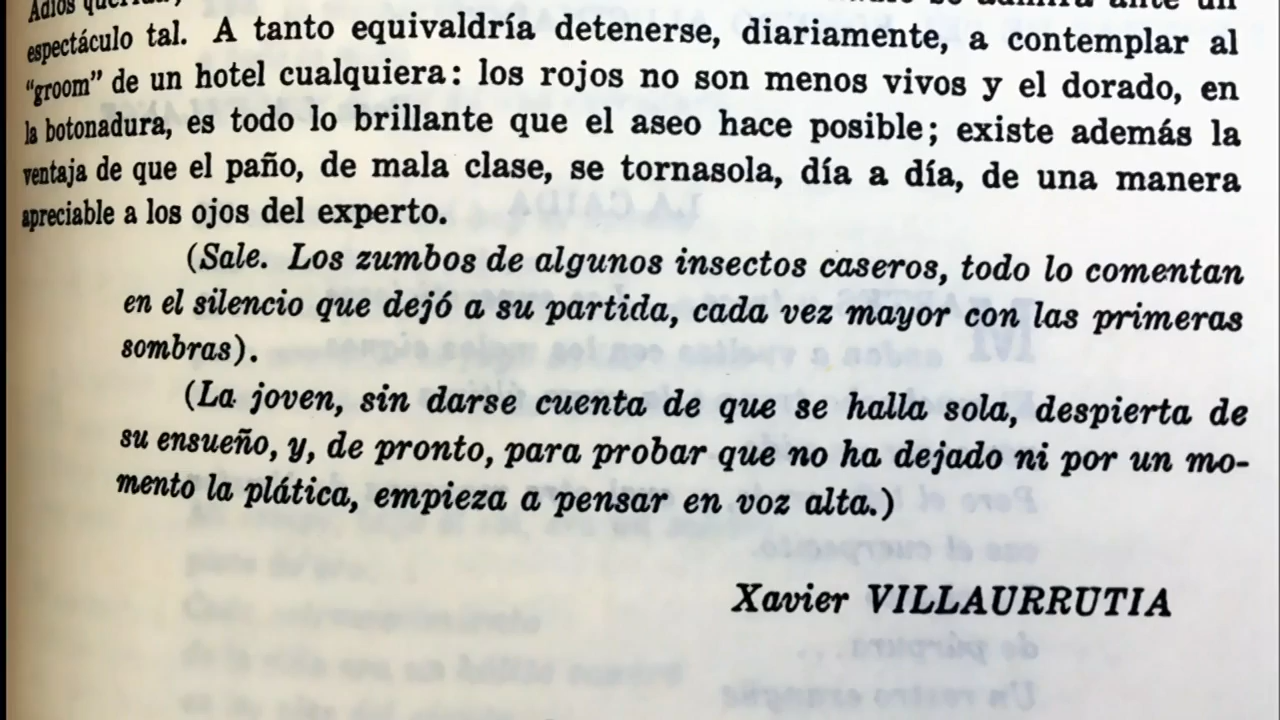 Adiós
espectáculo tal. A tanto equivaldría detenerse, diariamente, a contemplar al
“groom” de un hotel cualquiera: los rojos no son menos vivos y el dorado, en
la botonadura, es todo lo brillante que el aseo hace posible; existe además la
ventaja de que el paño, de mala clase, se tornasola, día a día, de una manera
apreciable a los ojos del experto.
(Sale. Los zumbos de algunos insectos caseros, todo lo comentan
en el silencio que dejó a su partida, cada vez mayor con las primeras
sombras).
(La joven, sin darse cuenta de que se halla sola, despierta de
su ensueño, y, de pronto, para probar que no ha dejado ni por un mo-
mento la plática, empieza a pensar en voz alta.)
Xavier VILLAURRUTIA